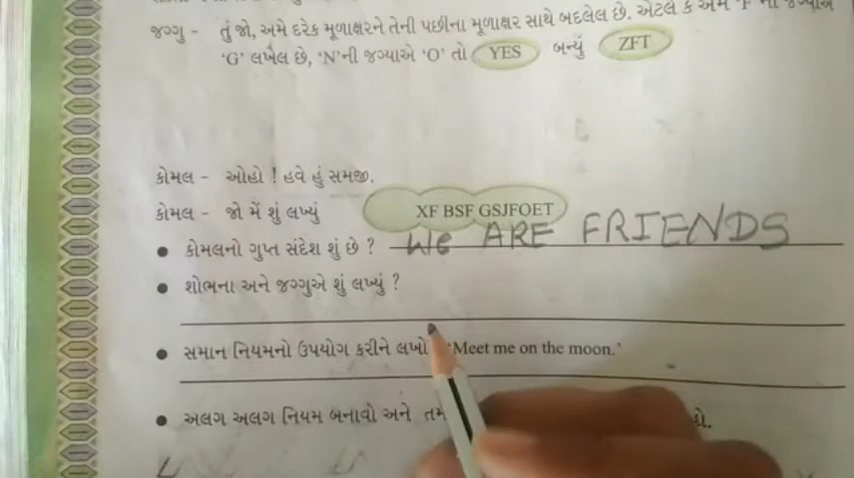 જગ્ગુ - તું જો, અમે દરેક મૂળાક્ષરને તેની પછીના મૂળાક્ષર સાથે બદલેલ છે. એટલે કે અમે 'F'ની જગ્યાએ
'G' લખેલ છે, 'N'ની જગ્યાએ 'O' તો YES બન્યું ZFT
કોમલ - ઓહો ! હવે હું સમજી.
કોમલ - જો મેં શું લખ્યું XF BSF GSJFOET
• કોમલનો ગુપ્ત સંદેશ શું છે ? We ARE FRIENDS
• શોભના અને જગ્ગુએ શું લખ્યું ?
• સમાન નિયમનો ઉપયોગ કરીને લખો 'Meet me on the moon.'
• અલગ અલગ નિયમ બનાવો અને